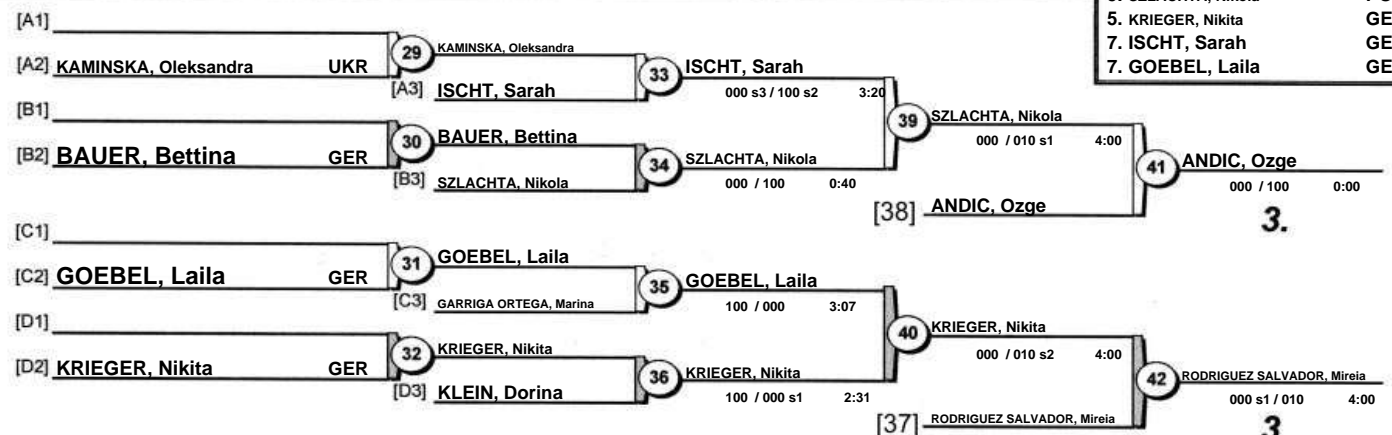 5. KRIEGER, Nikita GE
7. ISCHT, Sarah GE
7. GOEBEL, Laila GE
[A1]
[A2] KAMINSKA, Oleksandra UKR
29
KAMINSKA, Oleksandra
[A3] ISCHT, Sarah
33
ISCHT, Sarah
000 s3 / 100 s2 3:20
[B1]
[B2] BAUER, Bettina GER
30
BAUER, Bettina
[B3] SZLACHTA, Nikola
34
SZLACHTA, Nikola
000 / 100 0:40
39
SZLACHTA, Nikola
000 / 010 s1 4:00
[38] ANDIC, Ozge
41
ANDIC, Ozge
000 / 100 0:00
3.
[C1]
[C2] GOEBEL, Laila GER
31
GOEBEL, Laila
[C3] GARRIGA ORTEGA, Marina
35
GOEBEL, Laila
100 / 000 3:07
[D1]
[D2] KRIEGER, Nikita GER
32
KRIEGER, Nikita
[D3] KLEIN, Dorina
36
KRIEGER, Nikita
100 / 000 s1 2:31
40
KRIEGER, Nikita
000 / 010 s2 4:00
[37] RODRIGUEZ SALVADOR, Mireia
42
RODRIGUEZ SALVADOR, Mireia
000 s1 / 010 4:00
3